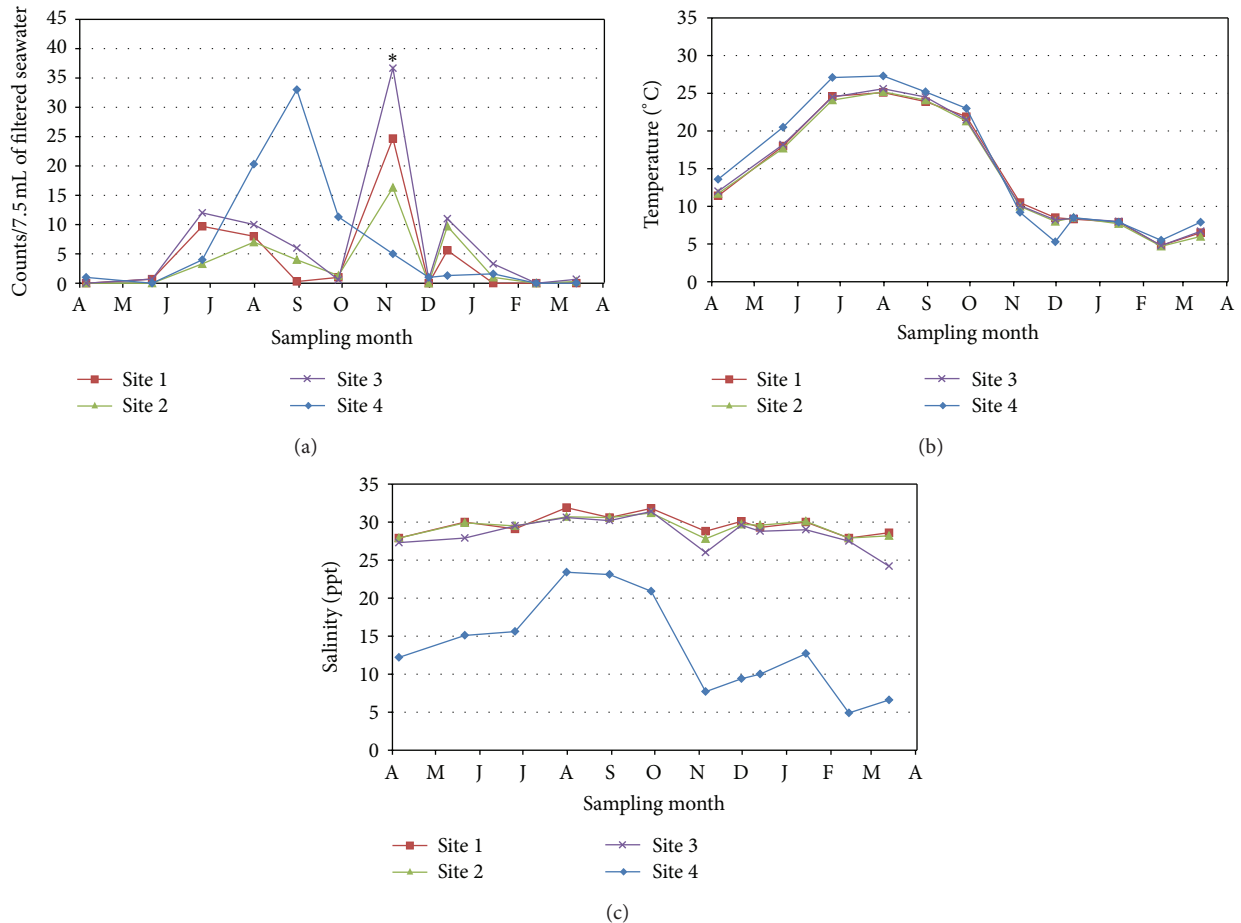 Counts/7.5 mL of filtered seawater
45
40
35
30
25
20
15
10
5
0
*
A M J J A S O N D J F M A
Sampling month
Site 1
Site 2
Site 3
Site 4
(a)
Temperature (°C)
35
30
25
20
15
10
5
0
A M J J A S O N D J F M A
Sampling month
Site 1
Site 2
Site 3
Site 4
(b)
Salinity (ppt)
35
30
25
20
15
10
5
0
A M J J A S O N D J F M A
Sampling month
Site 1
Site 2
Site 3
Site 4
(c)